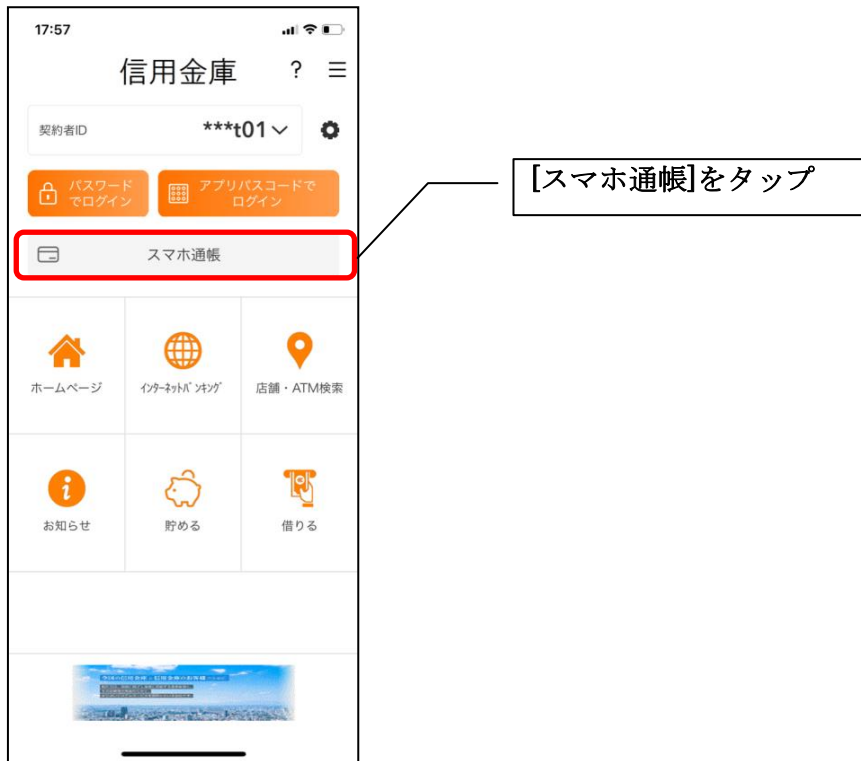 17:57
信用金庫 ? ☰
契約者ID ***t01
パスワード
でログイン
アプリパスコードで
ログイン
[スマホ通帳]をタップ
スマホ通帳
ホームページ
ｲﾝﾀｰﾈｯﾄﾊﾞﾝｷﾝｸﾞ
店舗・ATM検索
お知らせ
貯める
借りる